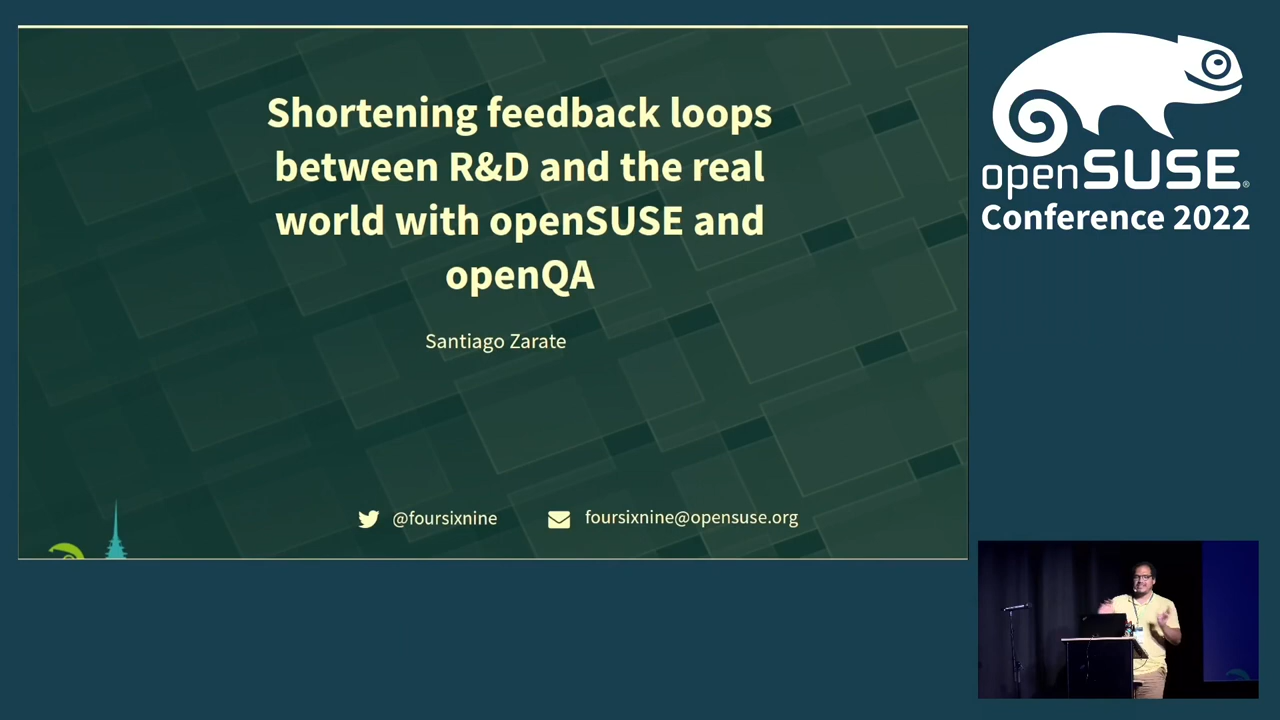 Shortening feedback loops
between R&D and the real
world with openSUSE and
openQA
Santiago Zarate
@foursixnine
foursixnine@opensuse.org
openSUSE®
Conference 2022